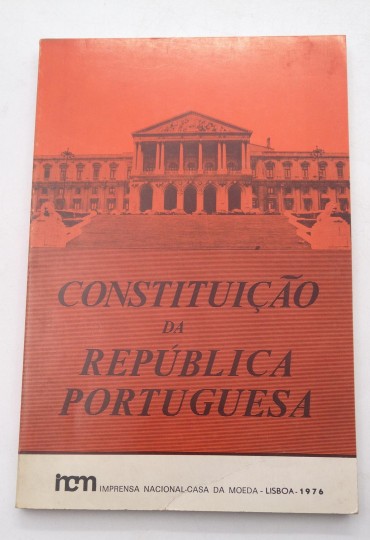 CONSTITUIÇÃO
DA
REPÚBLICA
PORTUGUESA
incm IMPRENSA NACIONAL-CASA DA MOEDA - LISBOA - 1976